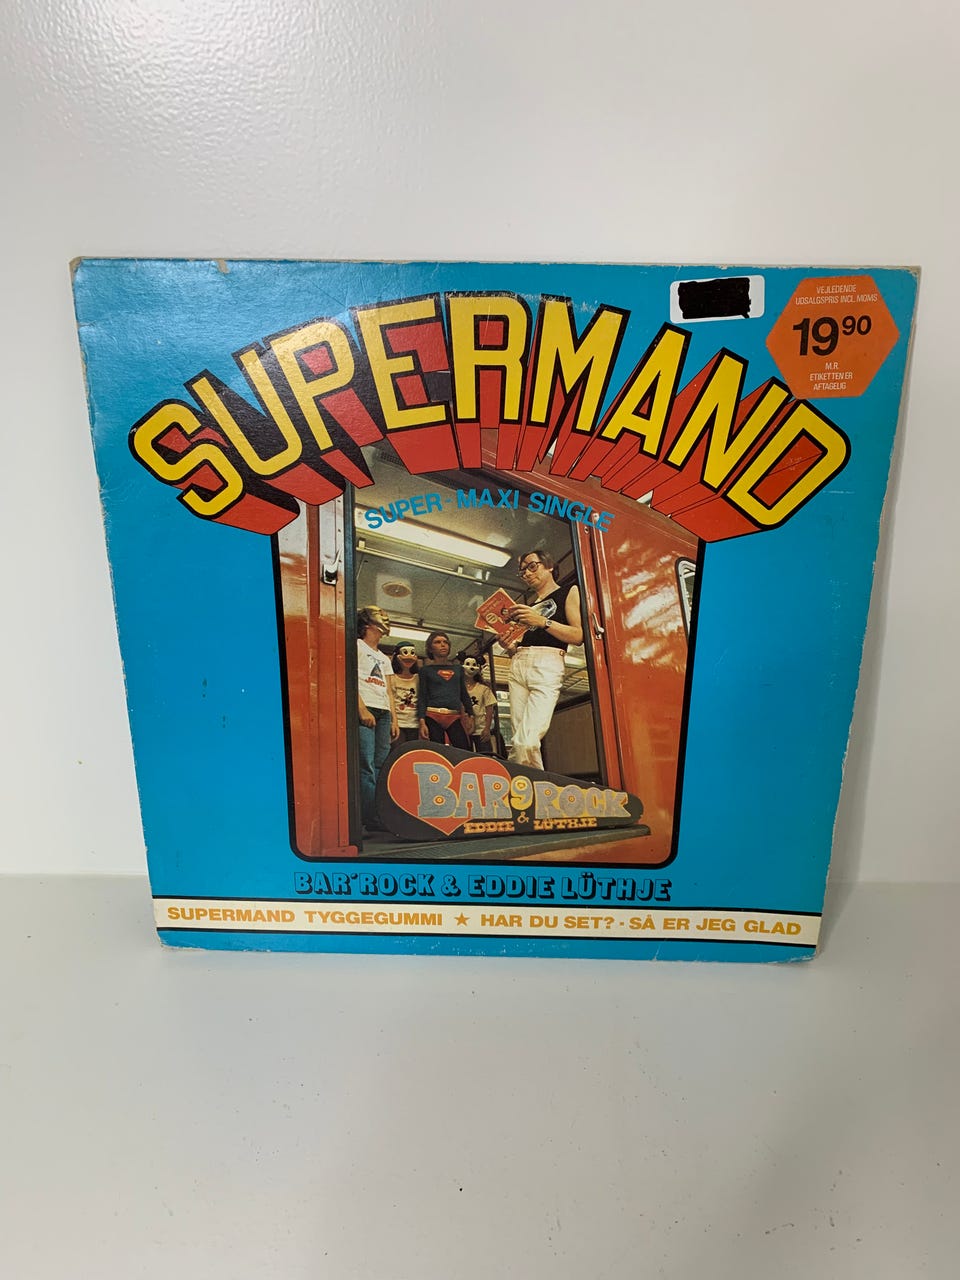 VEJLEDENDE
UDSALGSPRIS INCL. MOMS
19 90
M.R.
ETIKETTEN ER
AFTAGELIG
SUPERMAND
SUPER-MAXI SINGLE
BAR'ROCK
EDDIE & LÜTHJE
BAR'ROCK & EDDIE LÜTHJE
SUPERMAND TYGGEGUMMI ★ HAR DU SET? - SÅ ER JEG GLAD